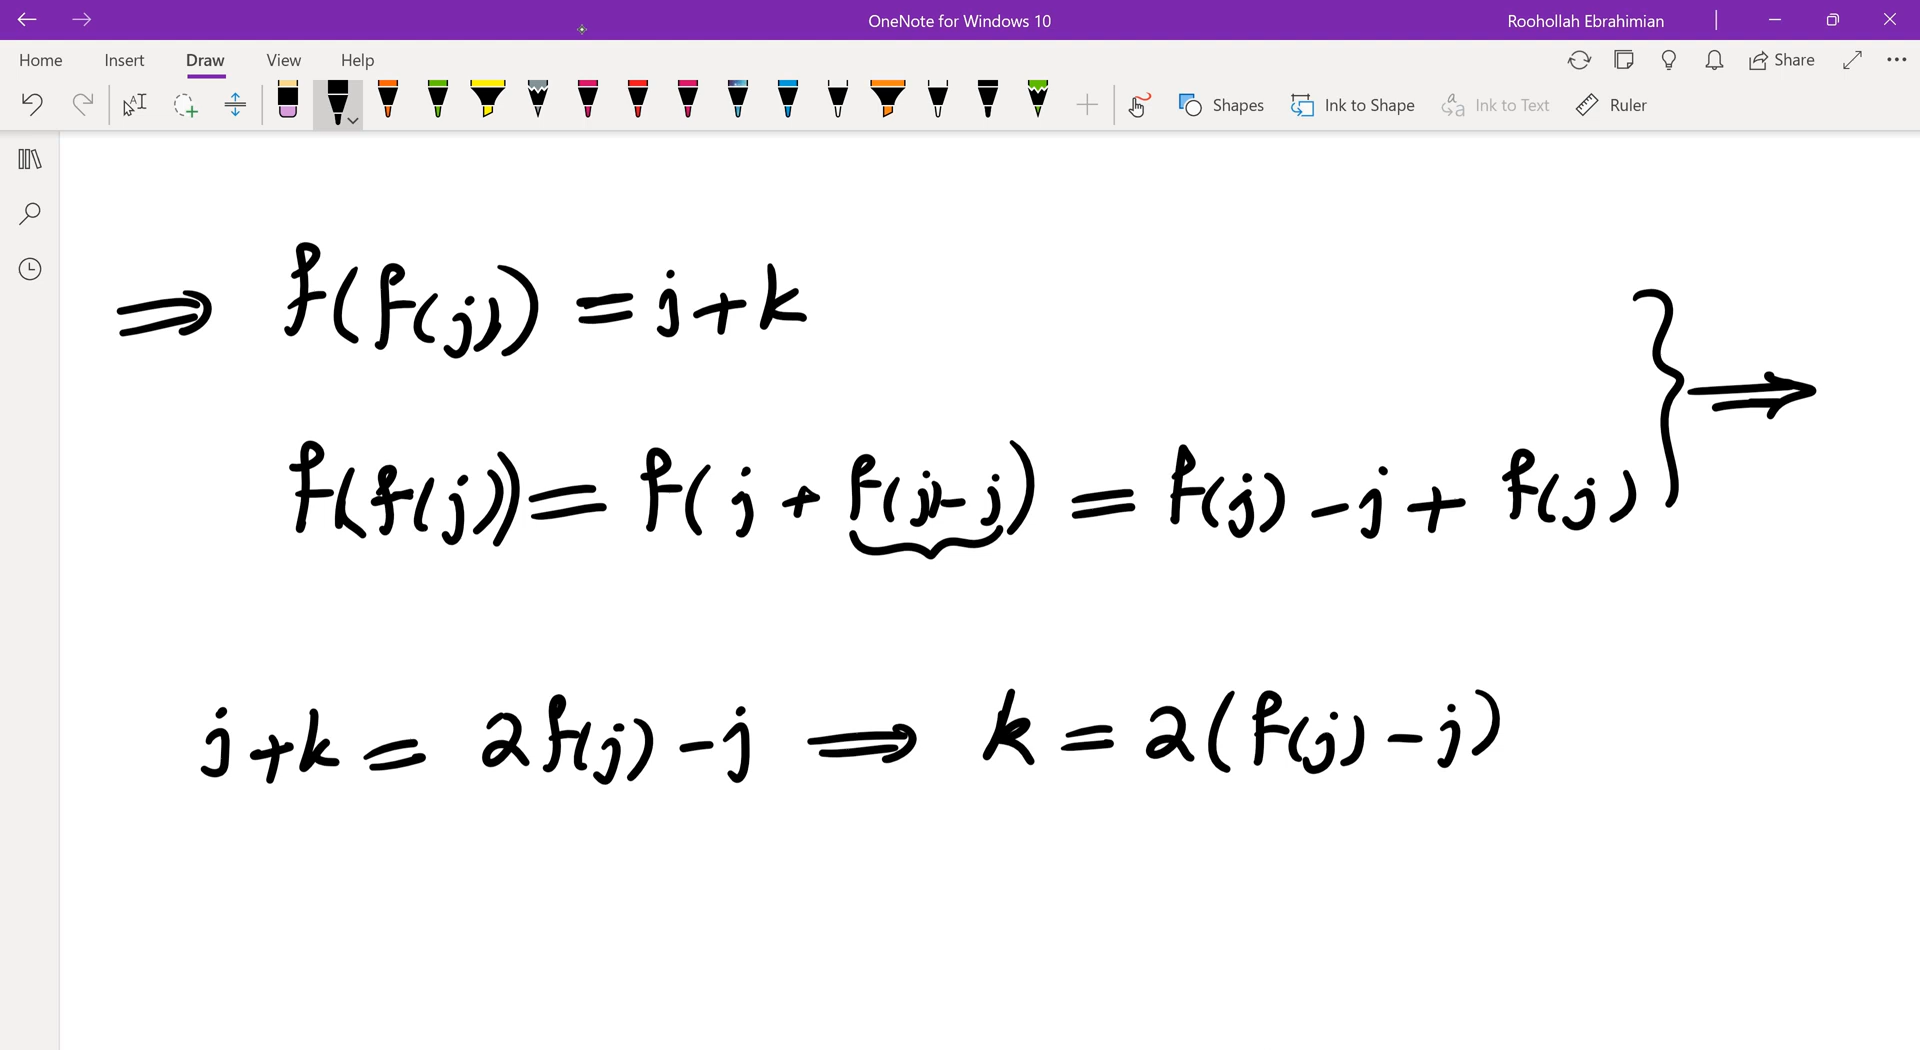 OneNote for Windows 10
Roohollah Ebrahimian
Home Insert Draw View Help
Share
Shapes Ink to Shape Ink to Text Ruler
⇒ f(f(j)) = j+k
f(f(j)) = f(j + f(j)-j) = f(j) - j + f(j) } ⇒
j+k = 2f(j) - j ⇒ k = 2(f(j) - j)